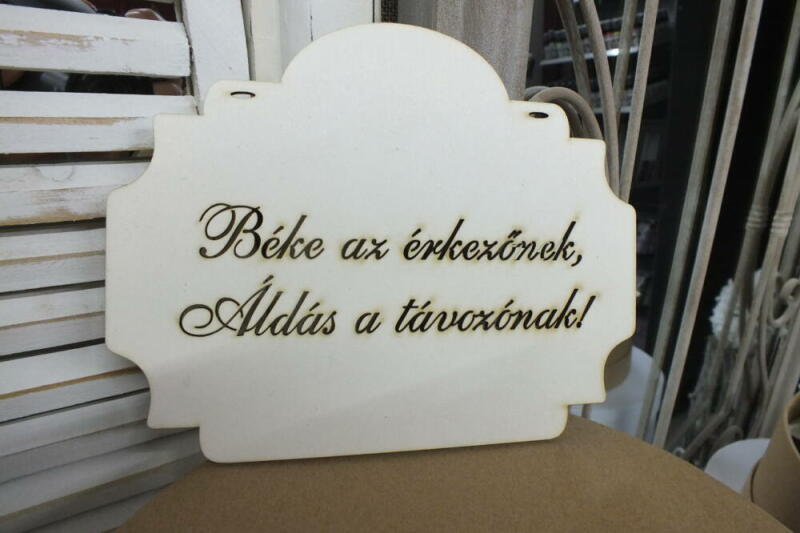 Béke az érkezőnek,
Áldás a távozónak!